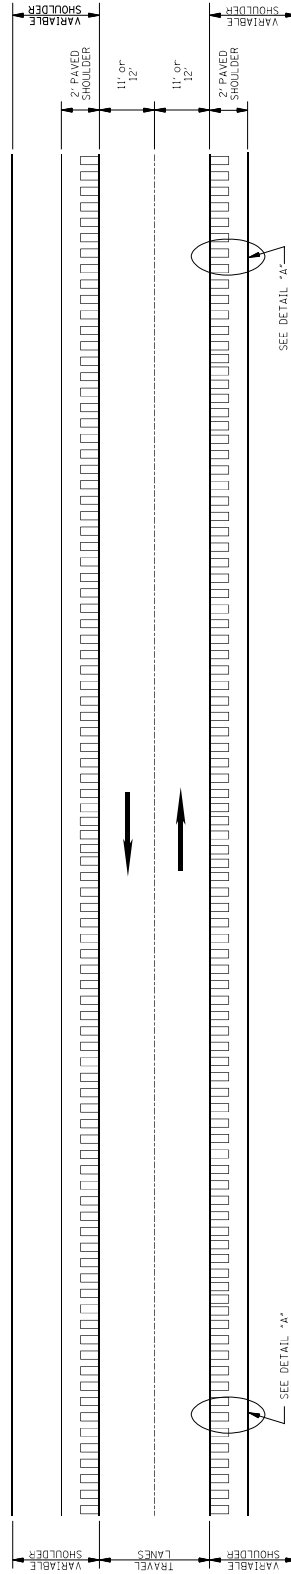 VARIABLE
SHOULDER
VARIABLE
SHOULDER
2' PAVED
SHOULDER
11' or
12'
11' or
12'
2' PAVED
SHOULDER
SEE DETAIL "A"
SEE DETAIL "A"
VARIABLE
SHOULDER
TRAVEL
LANES
VARIABLE
SHOULDER